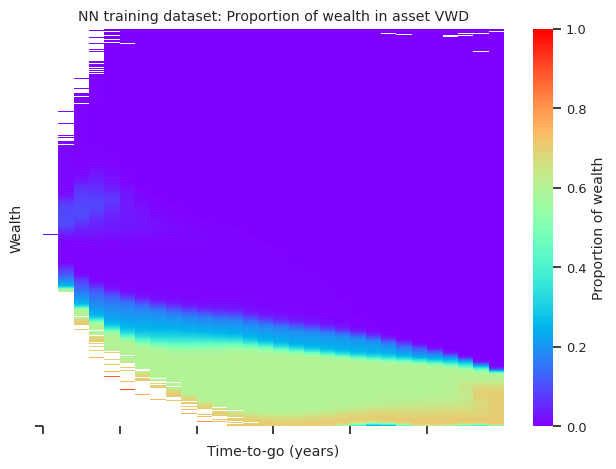 NN training dataset: Proportion of wealth in asset VWD
Wealth
Time-to-go (years)
1.0
0.8
0.6
0.4
0.2
0.0
Proportion of wealth